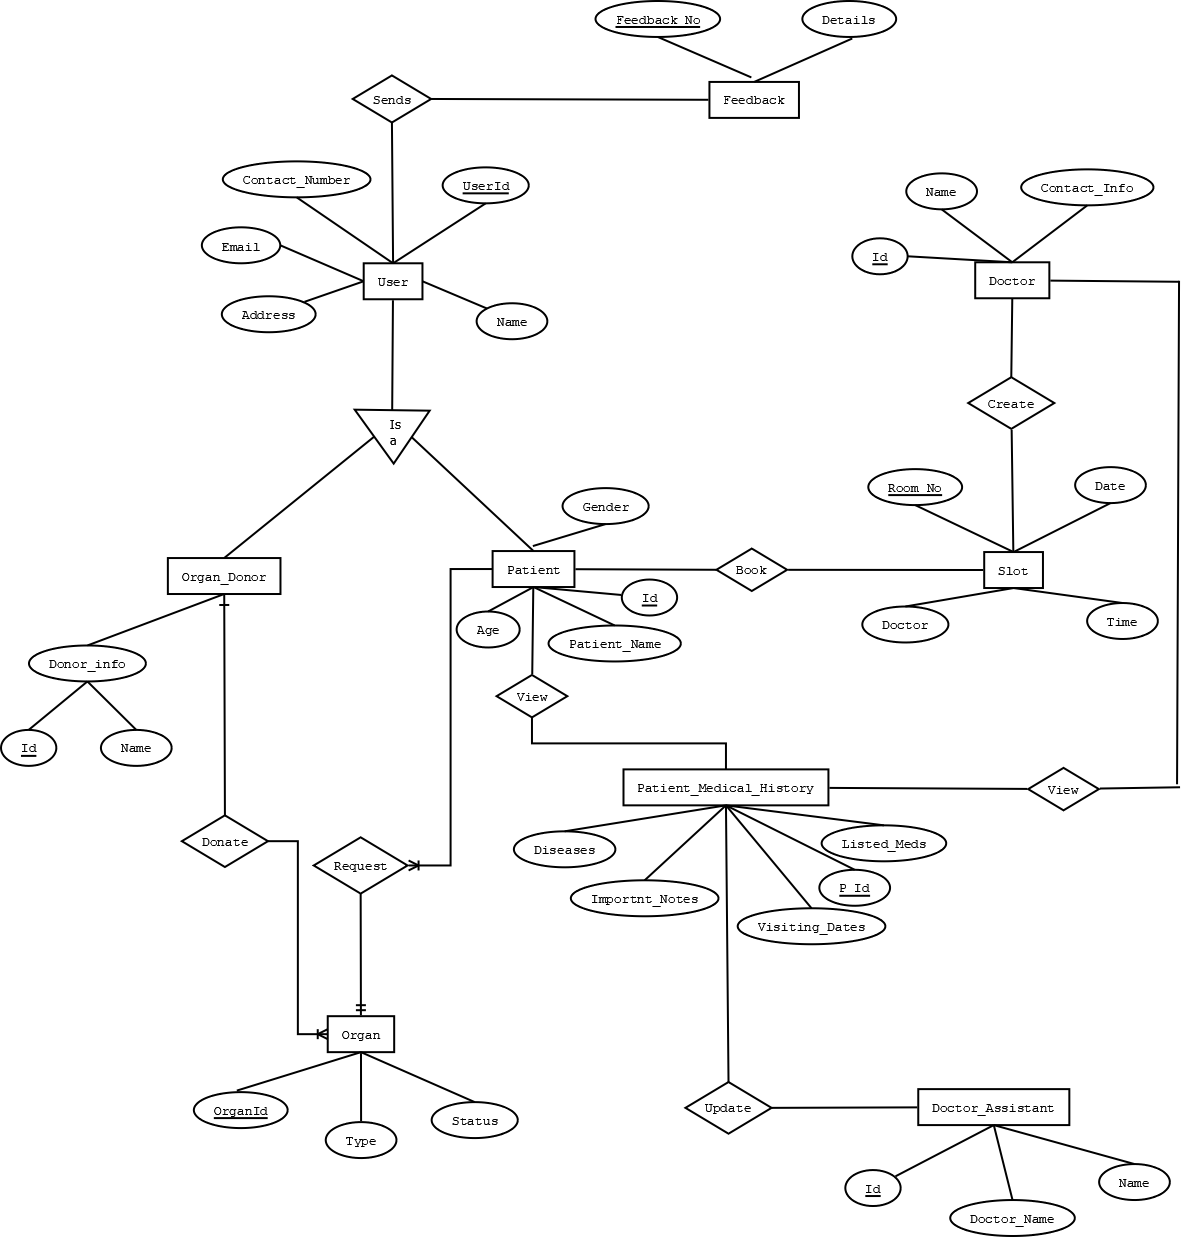 Feedback_No
Details
Sends
Feedback
Contact_Number
UserId
Name
Contact_Info
Email
Id
User
Doctor
Address
Name
Create
Is
a
Room_No
Date
Gender
Organ_Donor
Patient
Book
Slot
Id
Age
Patient_Name
Doctor
Time
Donor_info
View
Id
Name
Patient_Medical_History
View
Donate
Request
Diseases
Listed_Meds
P_Id
Importnt_Notes
Visiting_Dates
Organ
OrganId
Type
Status
Update
Doctor_Assistant
Id
Name
Doctor_Name